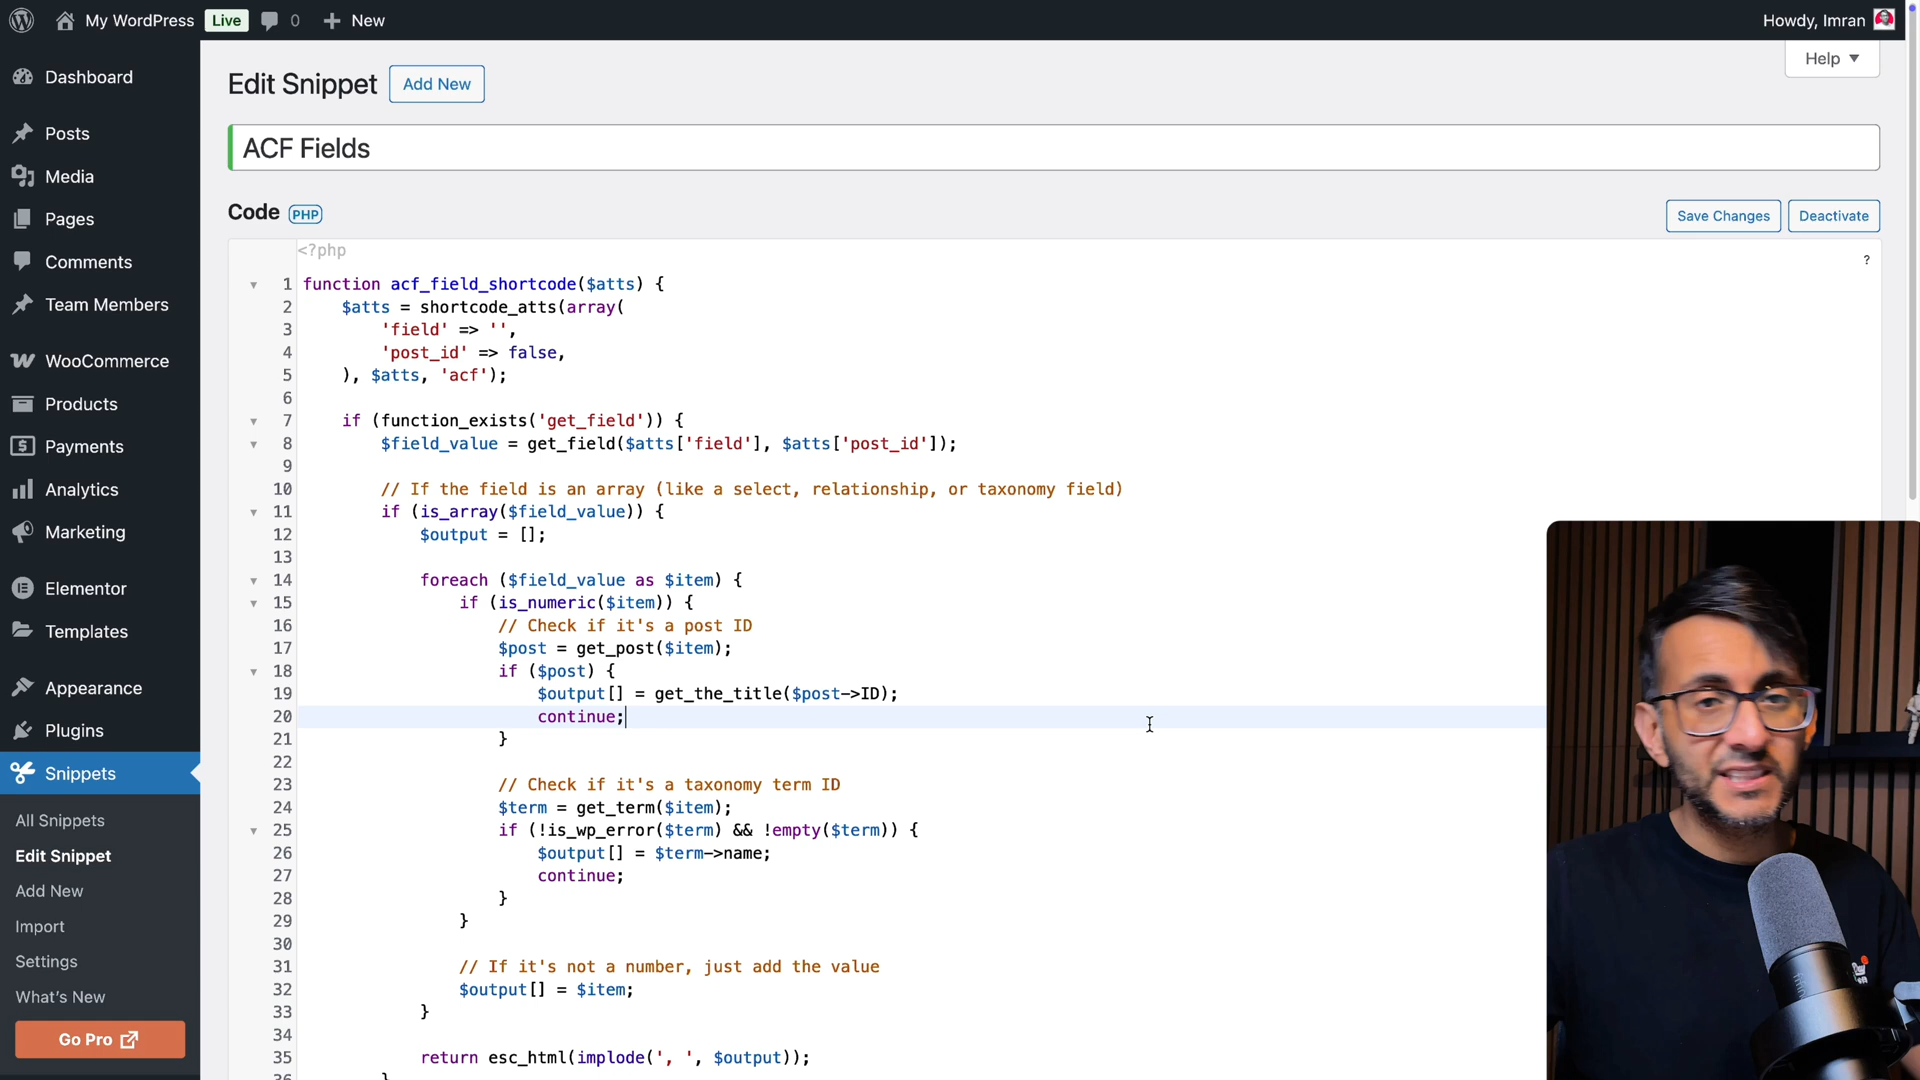 My WordPress Live 0 New Howdy, Imran
Help
Dashboard
Posts
Media
Pages
Comments
Team Members
WooCommerce
Products
Payments
Analytics
Marketing
Elementor
Templates
Appearance
Plugins
Snippets
All Snippets
Edit Snippet
Add New
Import
Settings
What's New
Go Pro
Edit Snippet Add New
ACF Fields
Code PHP Save Changes Deactivate
<?php
?
1 function acf_field_shortcode($atts) {
2 $atts = shortcode_atts(array(
3 'field' => '',
4 'post_id' => false,
5 ), $atts, 'acf');
6
7 if (function_exists('get_field')) {
8 $field_value = get_field($atts['field'], $atts['post_id']);
9
10 // If the field is an array (like a select, relationship, or taxonomy field)
11 if (is_array($field_value)) {
12 $output = [];
13
14 foreach ($field_value as $item) {
15 if (is_numeric($item)) {
16 // Check if it's a post ID
17 $post = get_post($item);
18 if ($post) {
19 $output[] = get_the_title($post->ID);
20 continue;
21 }
22
23 // Check if it's a taxonomy term ID
24 $term = get_term($item);
25 if (!is_wp_error($term) && !empty($term)) {
26 $output[] = $term->name;
27 continue;
28 }
29 }
30
31 // If it's not a number, just add the value
32 $output[] = $item;
33 }
34
35 return esc_html(implode(', ', $output));
36 }